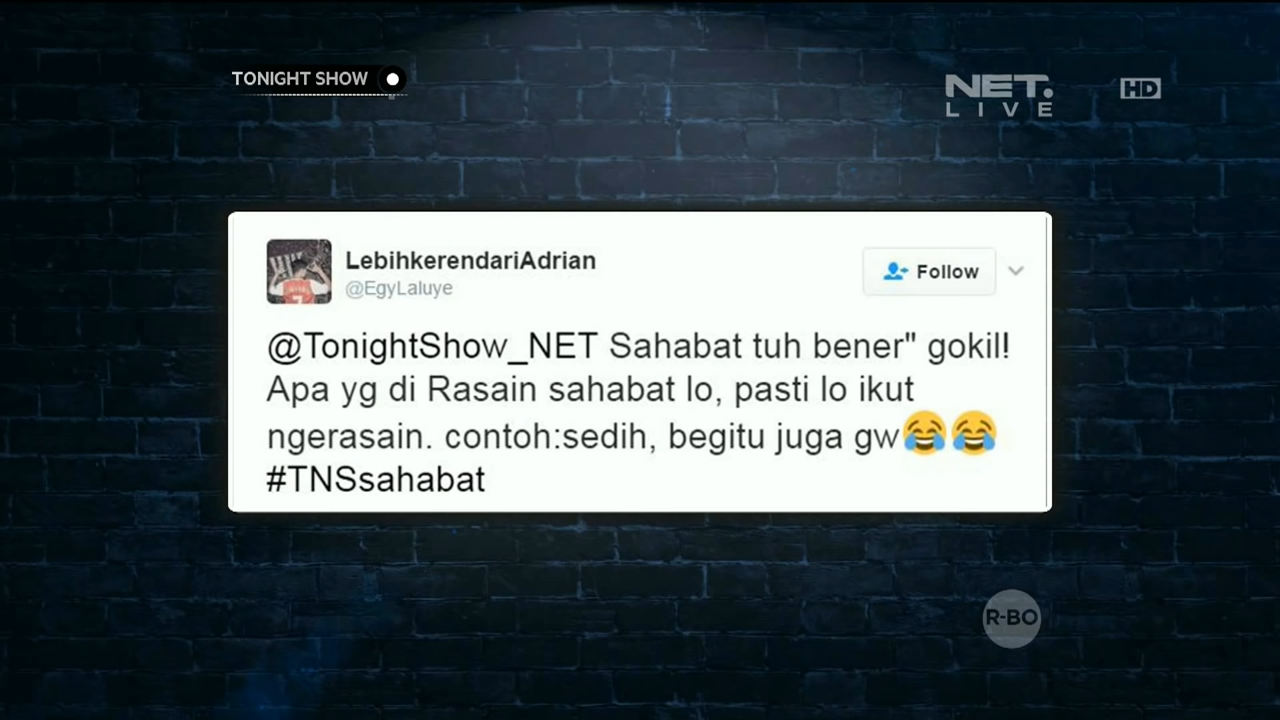 TONIGHT SHOW
NET.
LIVE
HD
LebihkerendariAdrian
@EgyLaluye
Follow
@TonightShow_NET Sahabat tuh bener" gokil!
Apa yg di Rasain sahabat lo, pasti lo ikut
ngerasain. contoh:sedih, begitu juga gw😂😂
#TNSsahabat
R-BO